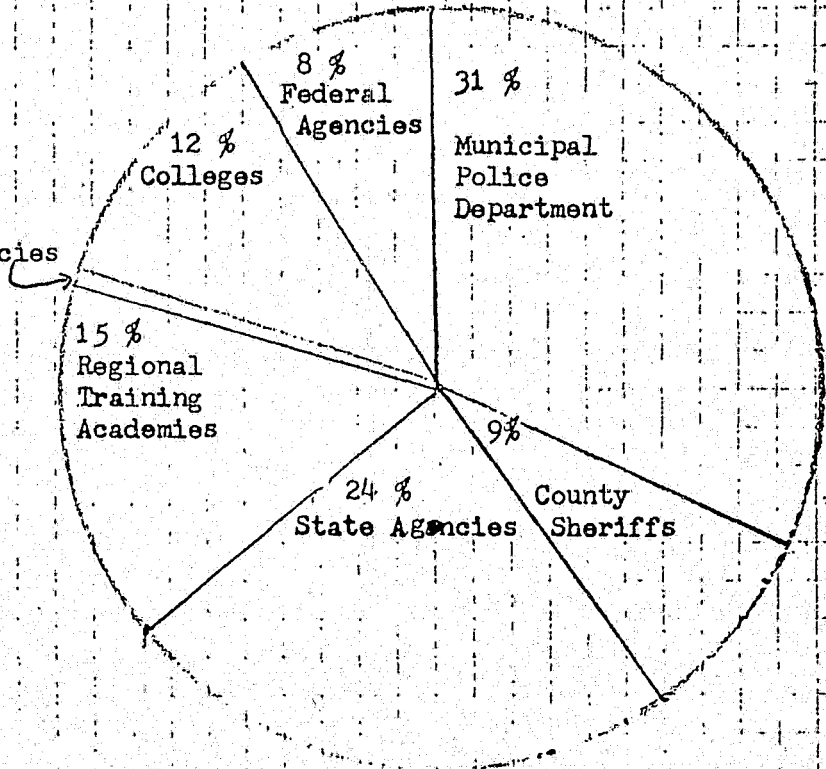 8 %
Federal
Agencies
31 %
Municipal
Police
Department
12 %
Colleges
cies
15 %
Regional
Training
Academies
9%
County
Sheriffs
24 %
State Agencies